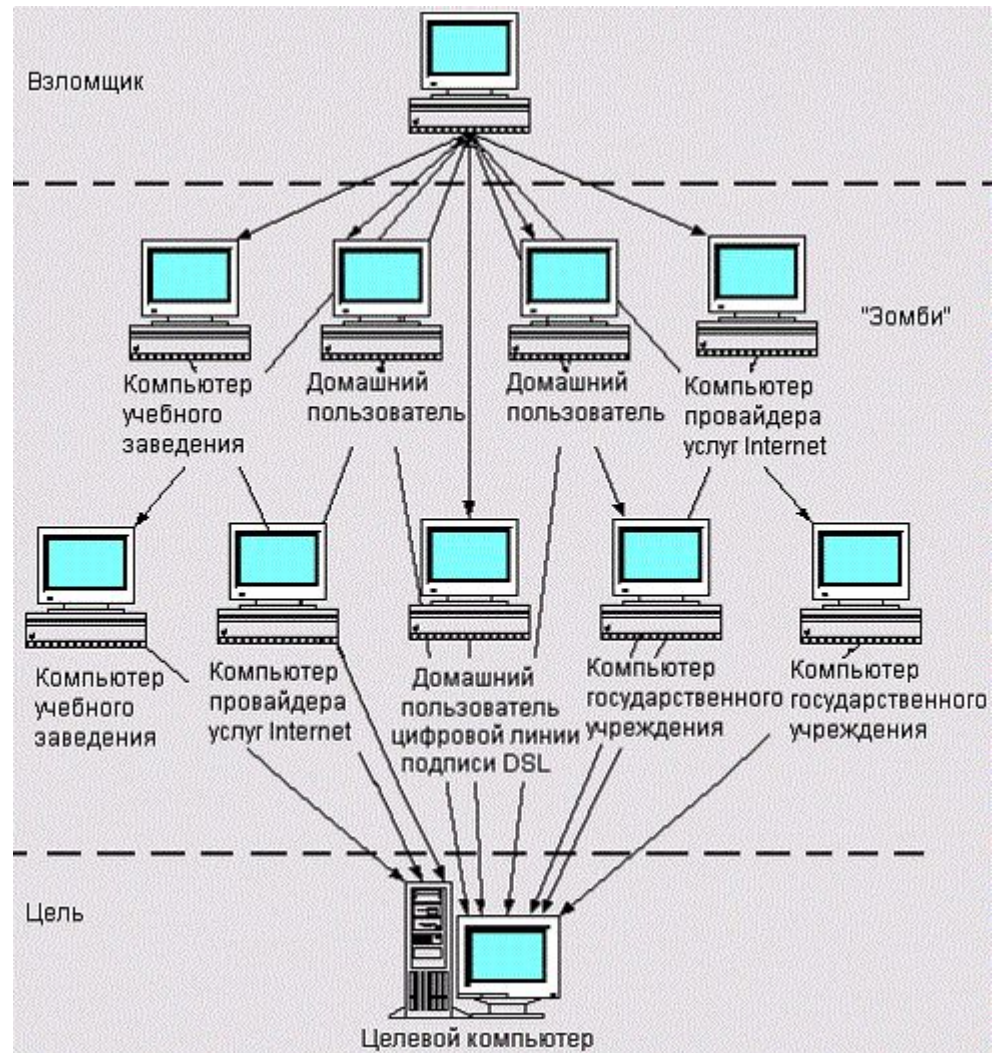 Взломщик
"Зомби"
Компьютер
учебного
заведения
Домашний
пользователь
Домашний
пользователь
Компьютер
провайдера
услуг Internet
Компьютер
учебного
заведения
Компьютер
провайдера
услуг Internet
Домашний
пользователь
цифровой линии
подписи DSL
Компьютер
государственного
учреждения
Компьютер
государственного
учреждения
Цель
Целевой компьютер